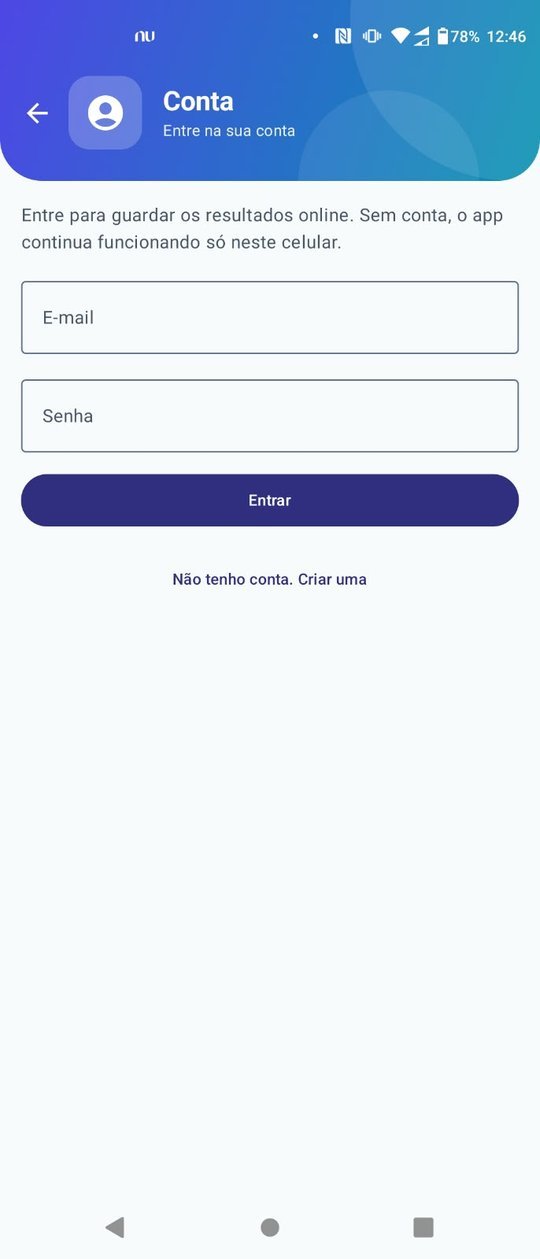 nu 78% 12:46
Conta
Entre na sua conta
Entre para guardar os resultados online. Sem conta, o app
continua funcionando só neste celular.
E-mail
Senha
Entrar
Não tenho conta. Criar uma